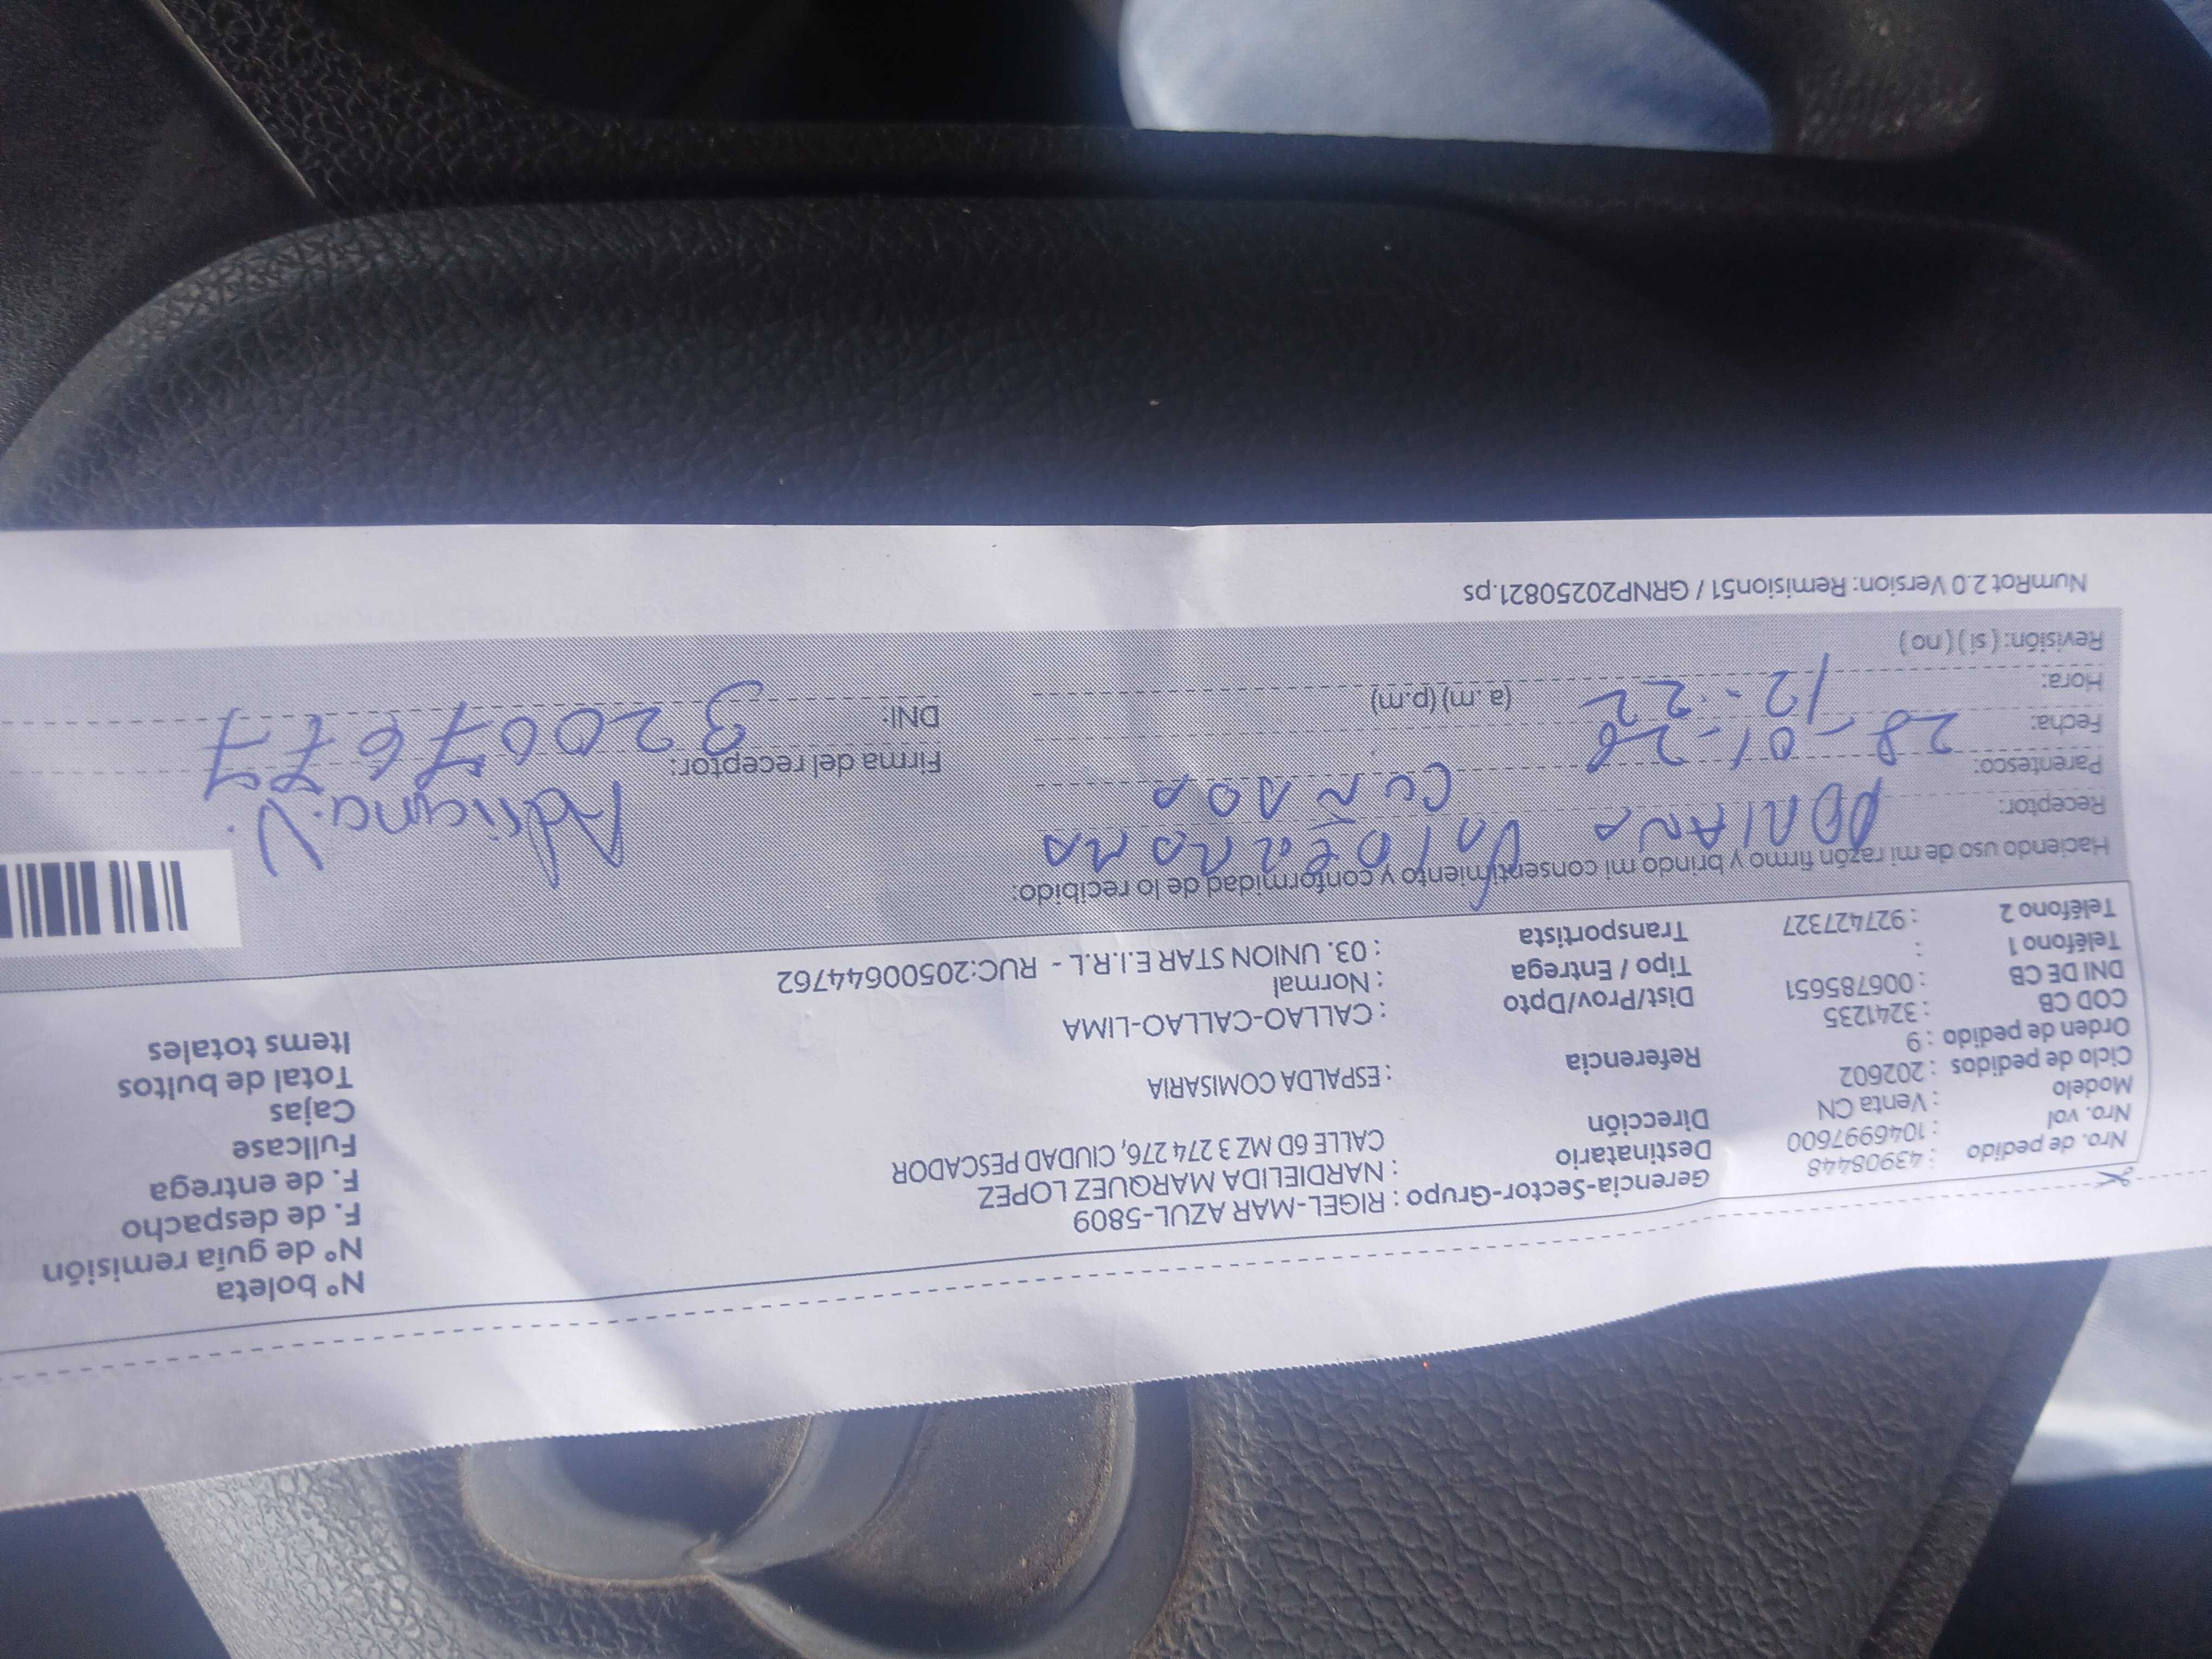 Nro. de pedido : 43908448
Nro. vol : 1046997600
Modelo : Venta CN
Ciclo de pedidos : 202602
Orden de pedido : 9
COD CB : 3241235
DNI DE CB : 006785651
Teléfono 1 :
Teléfono 2 : 927427327
Gerencia-Sector-Grupo : RIGEL-MAR AZUL-5809
Destinatario : NARDIELIDA MARQUEZ LOPEZ
Dirección CALLE 6D MZ 3 274 276, CIUDAD PESCADOR
Referencia : ESPALDA COMISARIA
Dist/Prov/Dpto : CALLAO-CALLAO-LIMA
Tipo / Entrega : Normal
Transportista : 03. UNION STAR E.I.R.L - RUC:20500644762
N° boleta
N° de guía remisión
F. de despacho
F. de entrega
Fullcase
Cajas
Total de bultos
Items totales
Haciendo uso de mi razón firmo y brindo mi consentimiento y conformidad de lo recibido:
Receptor: ADRIANA
Parentesco: CUÑADA
Fecha: 28-01-26
Hora: 12-22 (a. m) (p.m)
Revisión: ( si ) ( no )
Adriana.V.
Firma del receptor:
DNI:
NumRot 2.0 Version: Remision51 / GRNP20250821.ps